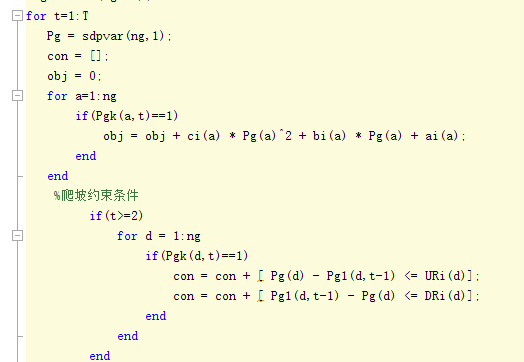 for t=1:T
Pg = sdpvar(ng,1);
con = [];
obj = 0;
for a=1:ng
if(Pgk(a,t)==1)
obj = obj + ci(a) * Pg(a)^2 + bi(a) * Pg(a) + ai(a);
end
end
%爬坡约束条件
if(t>=2)
for d = 1:ng
if(Pgk(d,t)==1)
con = con + [ Pg(d) - Pg1(d,t-1) <= URi(d)];
con = con + [ Pg1(d,t-1) - Pg(d) <= DRi(d)];
end
end
end